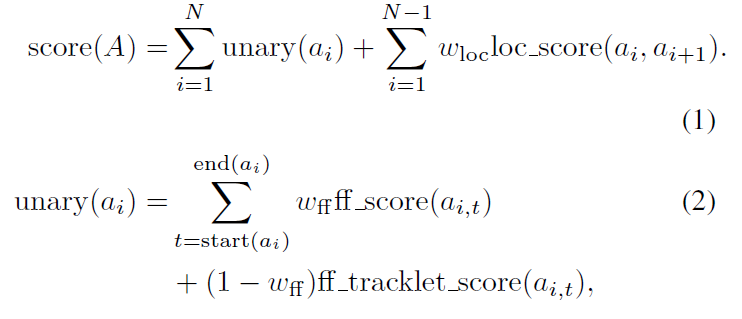 score(A) = ∑_{i=1}^{N} unary(a_i) + ∑_{i=1}^{N−1} w_loc loc_score(a_i, a_{i+1}).
(1)
unary(a_i) = ∑_{t=start(a_i)}^{end(a_i)} w_ff ff_score(a_{i,t}) (2)
+ (1 − w_ff)ff_tracklet_score(a_{i,t}),